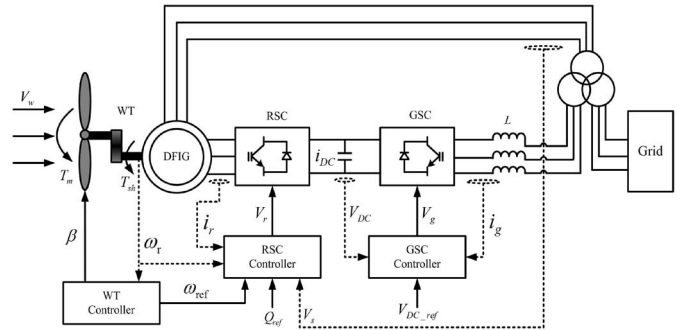 V_w
WT
T_m
T_sh
DFIG
RSC
i_DC
GSC
L
Grid
β
ω_r
i_r
V_r
V_DC
V_g
i_g
RSC
Controller
GSC
Controller
WT
Controller
ω_ref
Q_ref
V_s
V_DC_ref